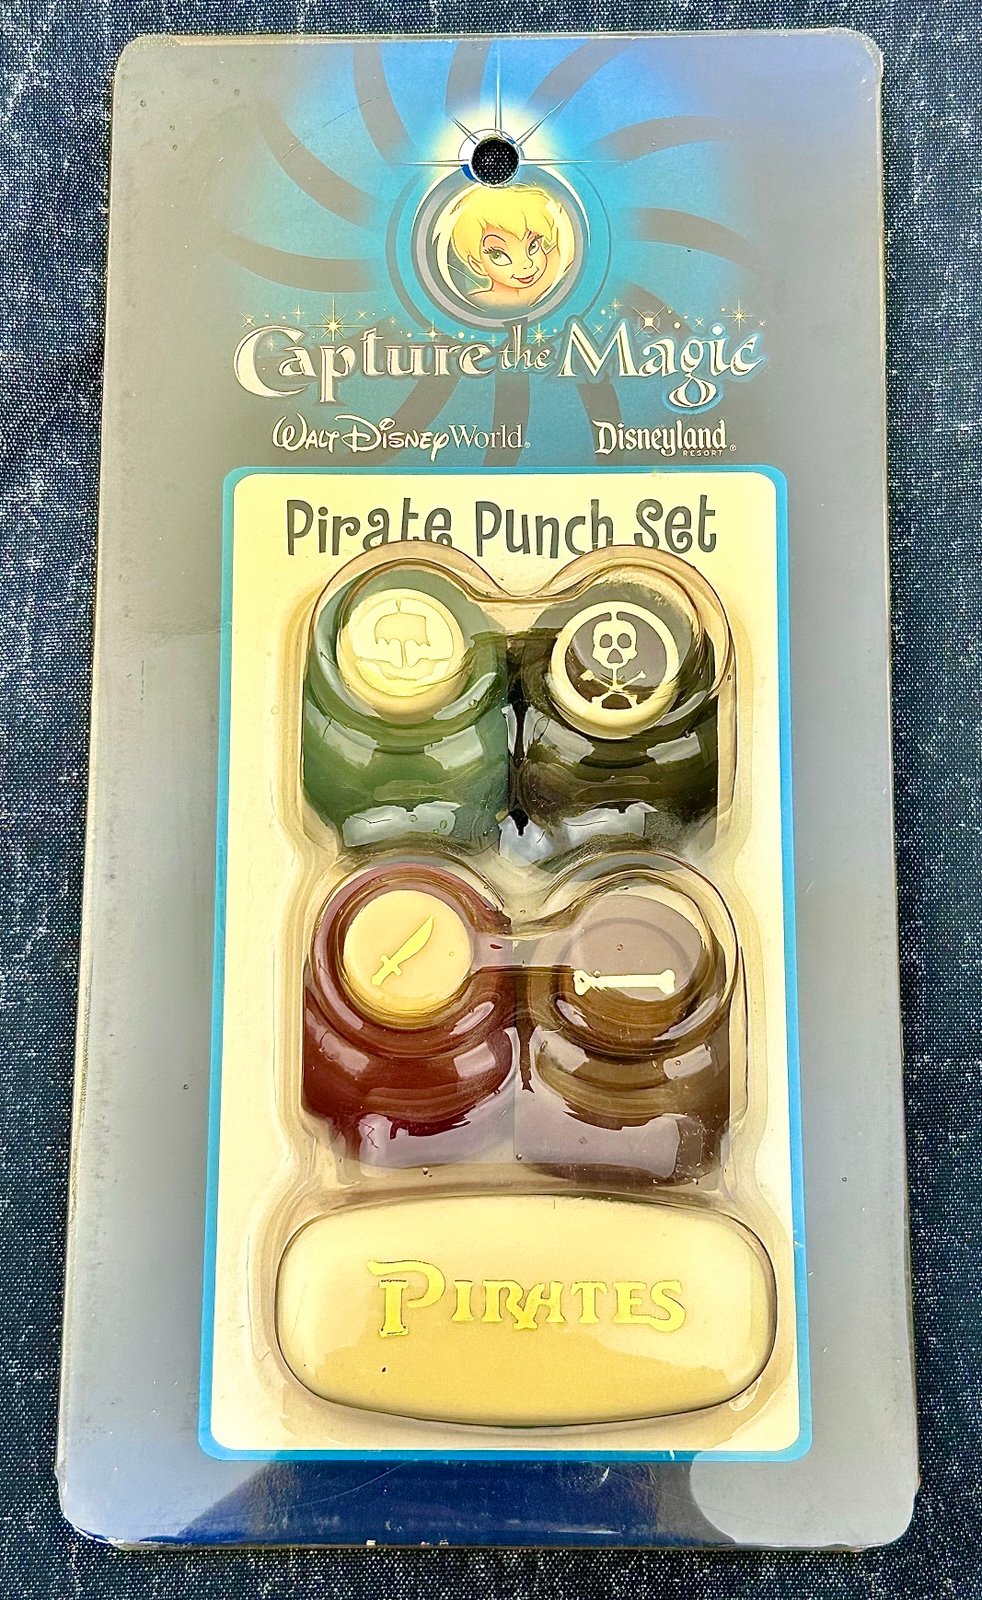 Capture the Magic
Walt Disney World® Disneyland®
RESORT
Pirate Punch Set
PIRATES